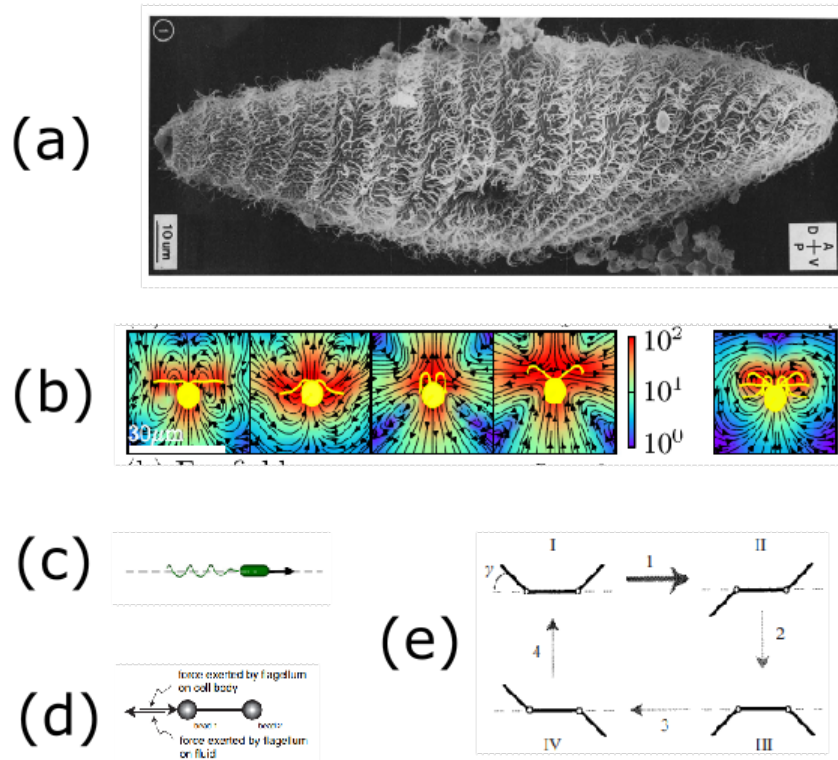 (a)
10 um
A
D V
P
(b)
10²
10¹
10⁰
30μm
(c)
(d)
force exerted by flagellum
on cell body
force exerted by flagellum
on fluid
(e)
I
II
γ
1
4
2
3
IV
III